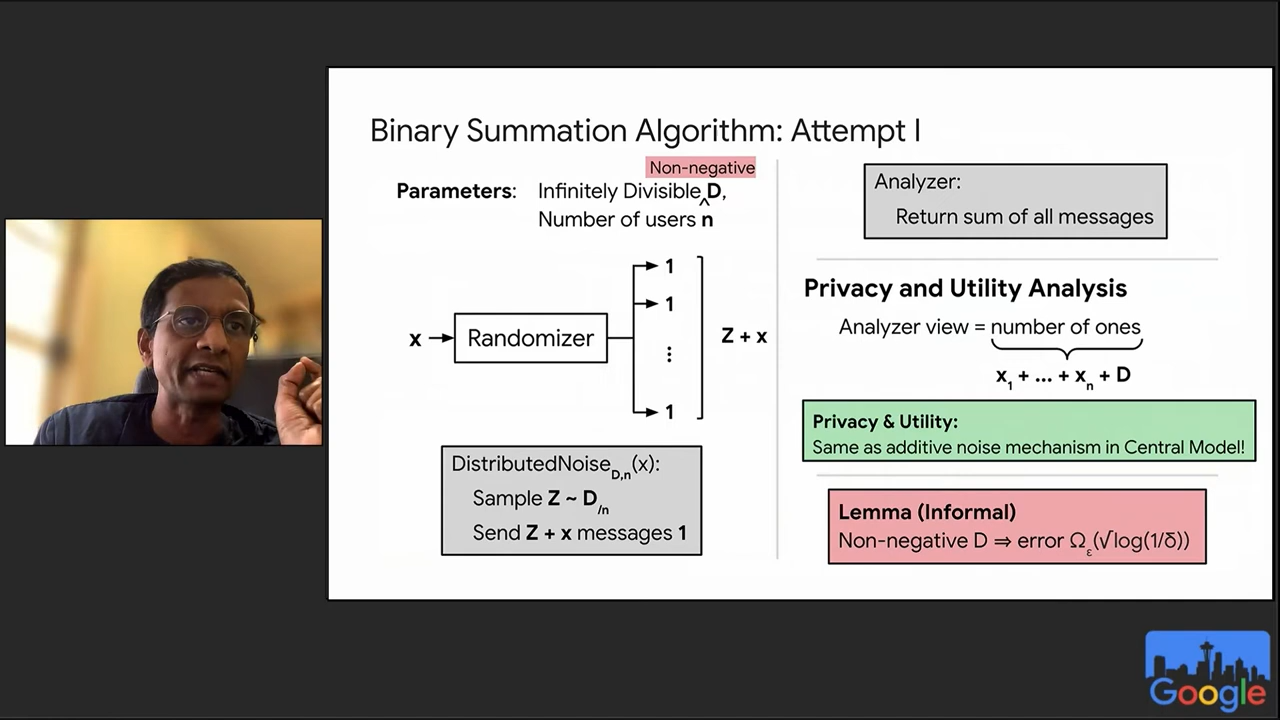 Binary Summation Algorithm: Attempt I
Non-negative
Parameters: Infinitely Divisible ^ D,
Number of users n
x → Randomizer
1
1
⋮
1
Z + x
DistributedNoise_{D,n}(x):
Sample Z ~ D_{/n}
Send Z + x messages 1
Analyzer:
Return sum of all messages
Privacy and Utility Analysis
Analyzer view = number of ones
x_1 + ... + x_n + D
Privacy & Utility:
Same as additive noise mechanism in Central Model!
Lemma (Informal)
Non-negative D ⇒ error Ω_ε(√log(1/δ))
Google